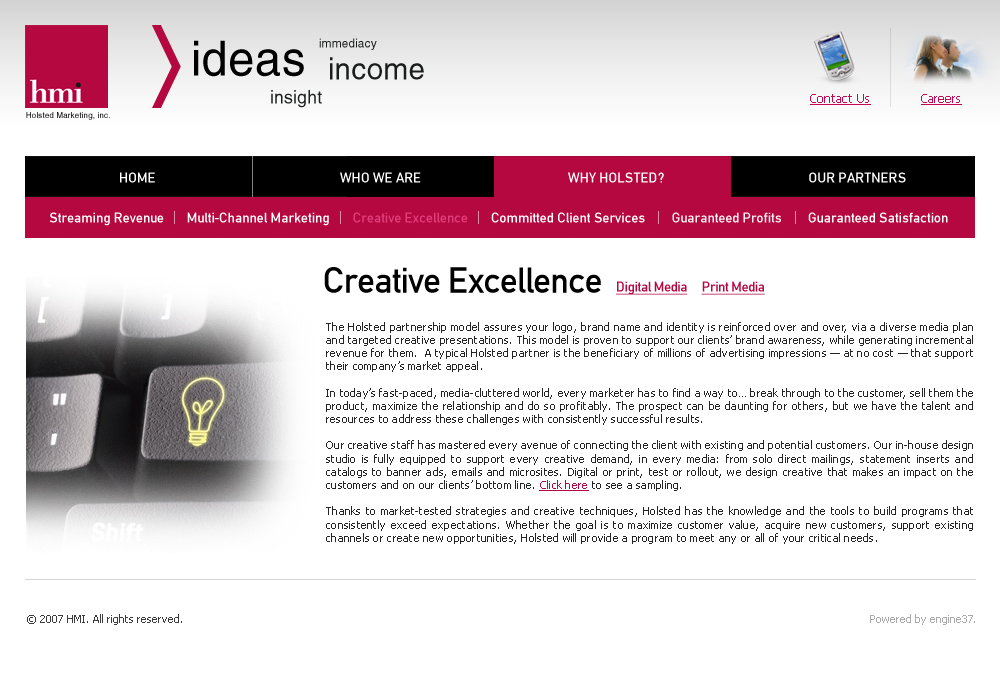 hmi
Holsted Marketing, inc.
ideas
immediacy
income
insight
Contact Us
Careers
HOME
WHO WE ARE
WHY HOLSTED?
OUR PARTNERS
Streaming Revenue
Multi-Channel Marketing
Creative Excellence
Committed Client Services
Guaranteed Profits
Guaranteed Satisfaction
Creative Excellence
Digital Media
Print Media
The Holsted partnership model assures your logo, brand name and identity is reinforced over and over, via a diverse media plan
and targeted creative presentations. This model is proven to support our clients’ brand awareness, while generating incremental
revenue for them. A typical Holsted partner is the beneficiary of millions of advertising impressions — at no cost — that support
their company’s market appeal.
In today’s fast-paced, media-cluttered world, every marketer has to find a way to… break through to the customer, sell them the
product, maximize the relationship and do so profitably. The prospect can be daunting for others, but we have the talent and
resources to address these challenges with consistently successful results.
Our creative staff has mastered every avenue of connecting the client with existing and potential customers. Our in-house design
studio is fully equipped to support every creative demand, in every media: from solo direct mailings, statement inserts and
catalogs to banner ads, emails and microsites. Digital or print, test or rollout, we design creative that makes an impact on the
customers and on our clients’ bottom line. Click here to see a sampling.
Thanks to market-tested strategies and creative techniques, Holsted has the knowledge and the tools to build programs that
consistently exceed expectations. Whether the goal is to maximize customer value, acquire new customers, support existing
channels or create new opportunities, Holsted will provide a program to meet any or all of your critical needs.
[
]
"
'
Shift
© 2007 HMI. All rights reserved.
Powered by engine37.